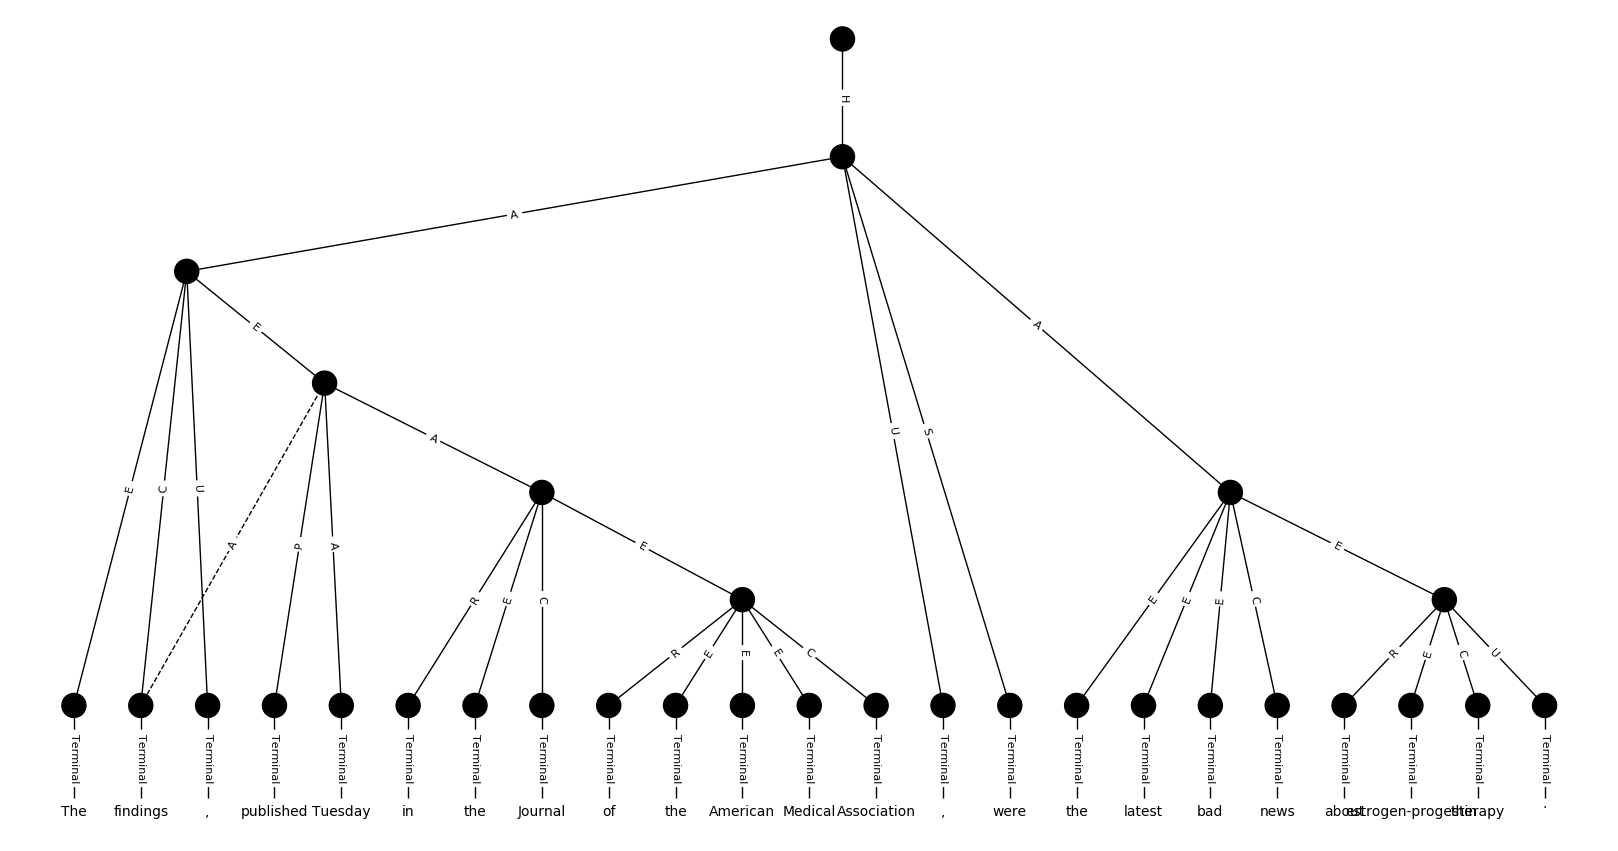 H
A
E
A
A
U
S
E
C
U
A
P
A
E
E
R
E
C
E
E
E
C
R
E
E
E
C
R
E
C
U
Terminal Terminal Terminal Terminal Terminal Terminal Terminal Terminal Terminal Terminal Terminal Terminal Terminal Terminal Terminal Terminal Terminal Terminal Terminal Terminal Terminal Terminal Terminal
The findings , published Tuesday in the Journal of the American Medical Association , were the latest bad news about estrogen-progestin therapy .